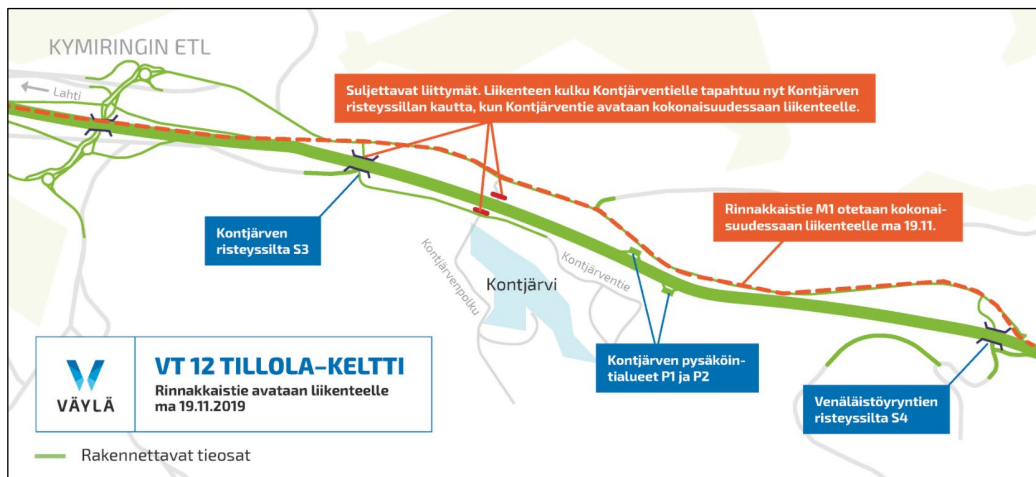 KYMIRINGIN ETL
Lahti
Suljettavat liittymät. Liikenteen kulku Kontjärventielle tapahtuu nyt Kontjärven
risteyssillan kautta, kun Kontjärventie avataan kokonaisuudessaan liikenteelle.
Rinnakkaistie M1 otetaan kokonai-
suudessaan liikenteelle ma 19.11.
Kontjärven
risteyssilta S3
Kontjärvenpolku
Kontjärventie
Kontjärvi
Kontjärven pysäköin-
tialueet P1 ja P2
Venäläistöyryntien
risteyssilta S4
VÄYLÄ
VT 12 TILLOLA–KELTTI
Rinnakkaistie avataan liikenteelle
ma 19.11.2019
Rakennettavat tieosat